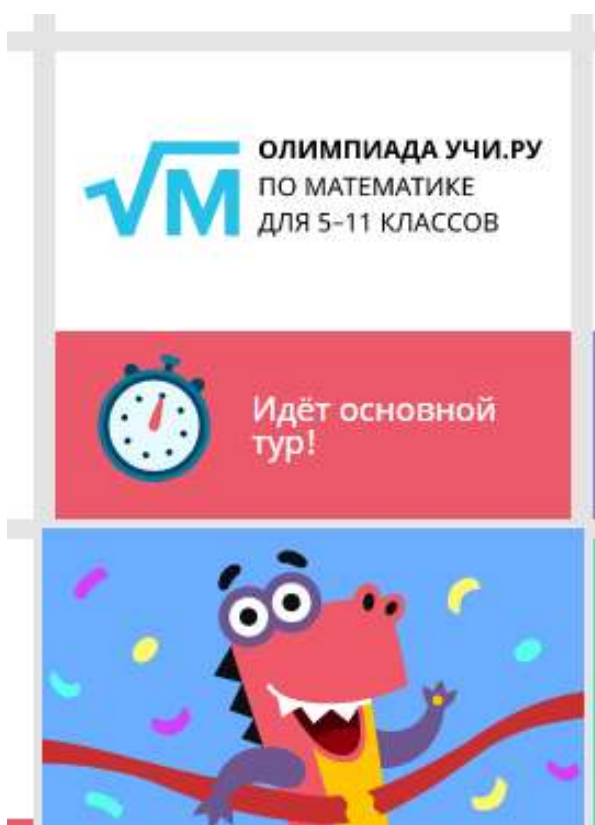 √М
ОЛИМПИАДА УЧИ.РУ
ПО МАТЕМАТИКЕ
ДЛЯ 5–11 КЛАССОВ
Идёт основной
тур!